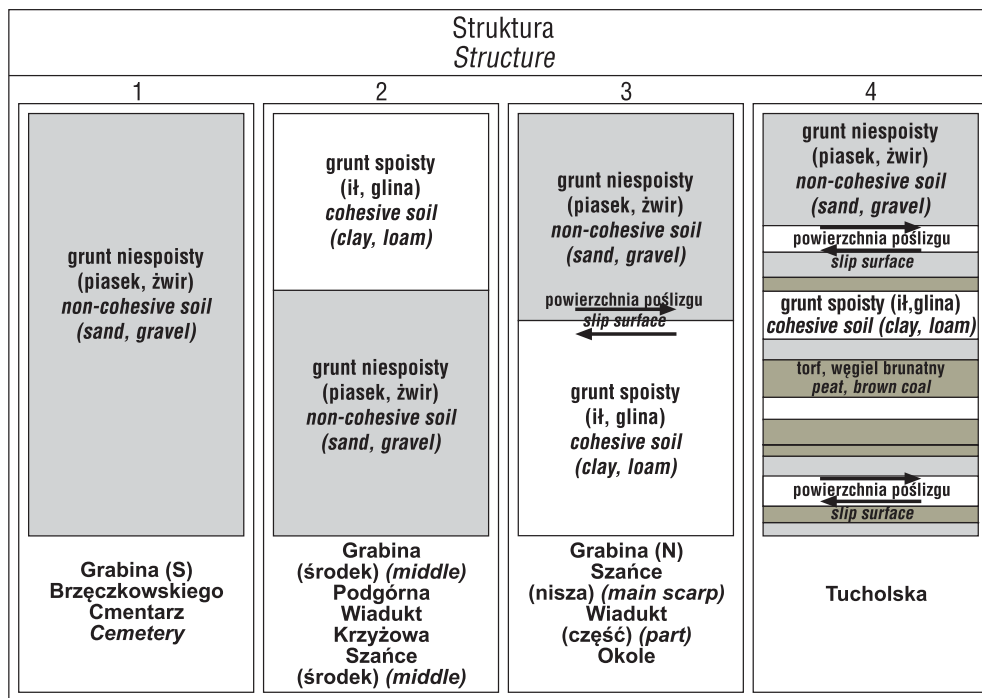 Struktura
Structure
1
grunt niespoisty
(piasek, żwir)
non-cohesive soil
(sand, gravel)
Grabina (S)
Brzęczkowskiego
Cmentarz
Cemetery
2
grunt spoisty
(ił, glina)
cohesive soil
(clay, loam)
grunt niespoisty
(piasek, żwir)
non-cohesive soil
(sand, gravel)
Grabina
(środek) (middle)
Podgórna
Wiadukt
Krzyżowa
Szańce
(środek) (middle)
3
grunt niespoisty
(piasek, żwir)
non-cohesive soil
(sand, gravel)
powierzchnia poślizgu
slip surface
grunt spoisty
(ił, glina)
cohesive soil
(clay, loam)
Grabina (N)
Szańce
(nisza) (main scarp)
Wiadukt
(część) (part)
Okole
4
grunt niespoisty
(piasek, żwir)
non-cohesive soil
(sand, gravel)
powierzchnia poślizgu
slip surface
grunt spoisty (ił,glina)
cohesive soil (clay, loam)
torf, węgiel brunatny
peat, brown coal
powierzchnia poślizgu
slip surface
Tucholska